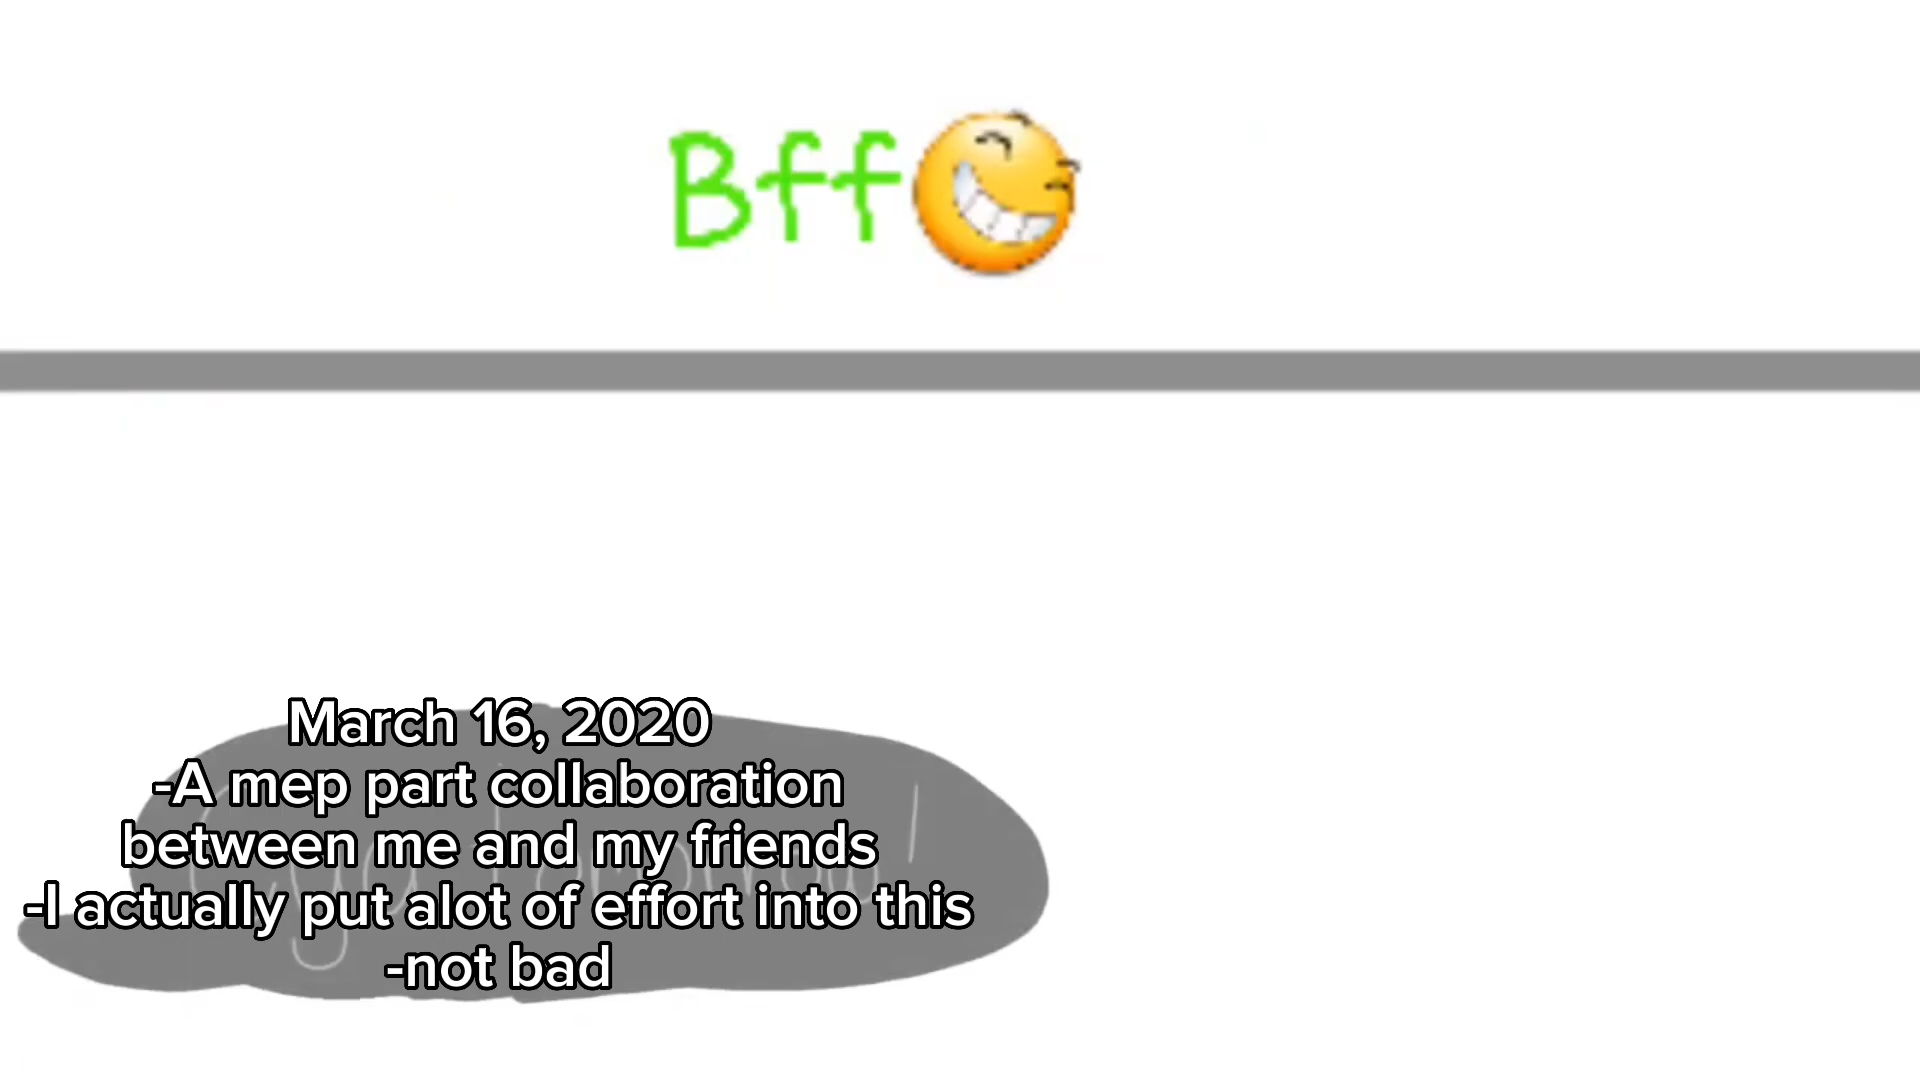 Bff
March 16, 2020
-A mep part collaboration
between me and my friends
-I actually put alot of effort into this
-not bad